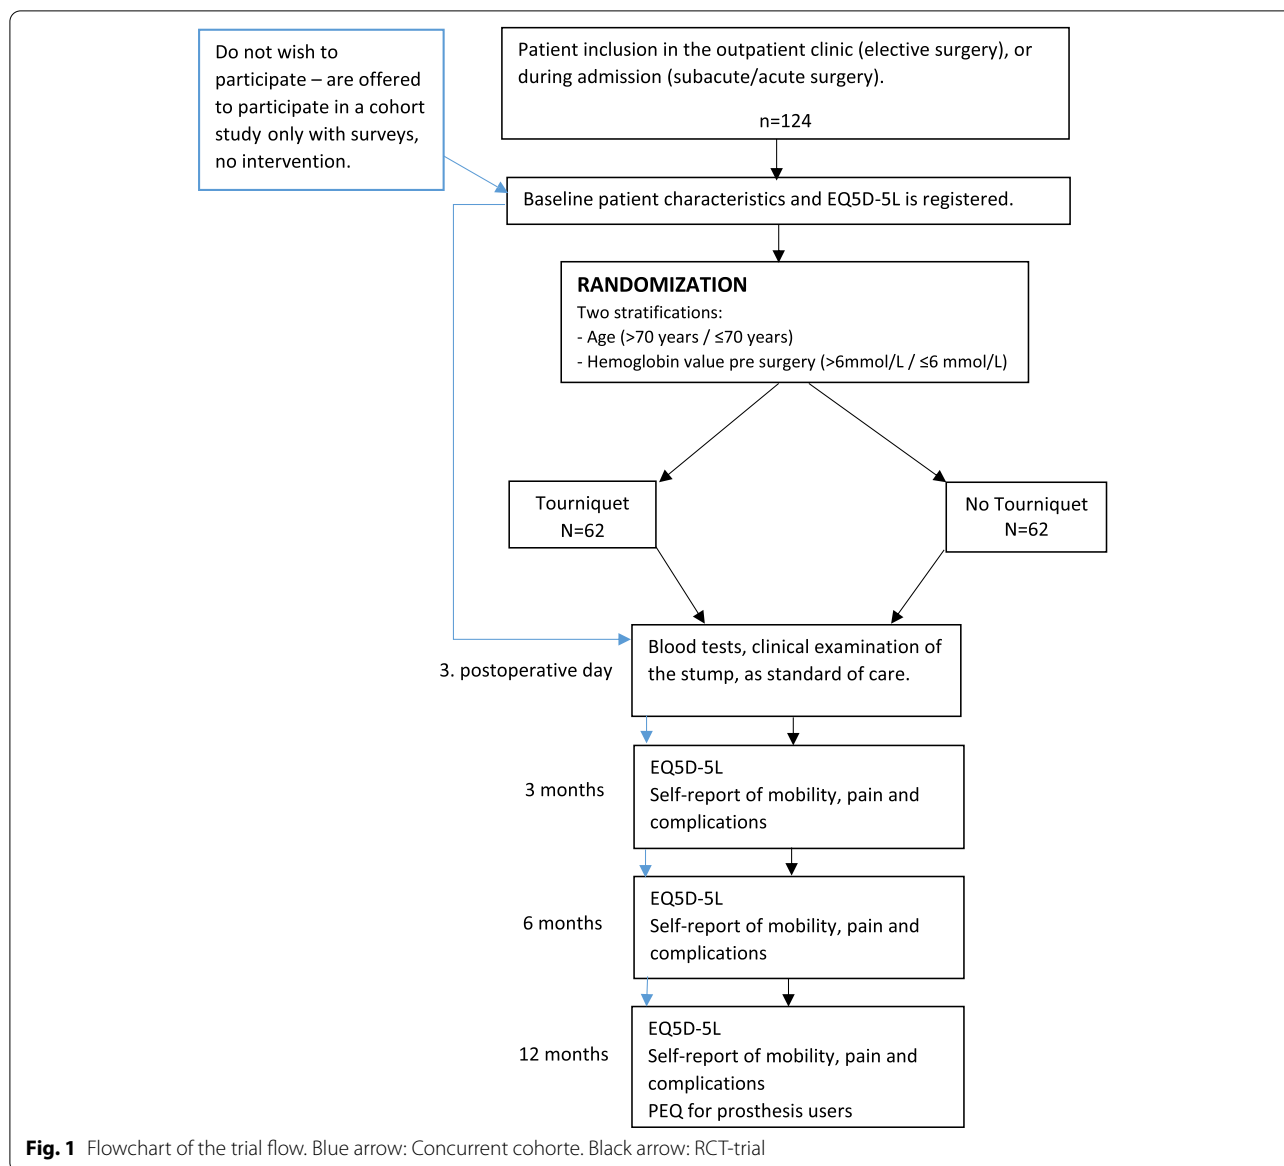 Do not wish to
participate – are offered
to participate in a cohort
study only with surveys,
no intervention.
Patient inclusion in the outpatient clinic (elective surgery), or
during admission (subacute/acute surgery).
n=124
Baseline patient characteristics and EQ5D-5L is registered.
RANDOMIZATION
Two stratifications:
- Age (>70 years / ≤70 years)
- Hemoglobin value pre surgery (>6mmol/L / ≤6 mmol/L)
Tourniquet
N=62
No Tourniquet
N=62
3. postoperative day
Blood tests, clinical examination of
the stump, as standard of care.
3 months
EQ5D-5L
Self-report of mobility, pain and
complications
6 months
EQ5D-5L
Self-report of mobility, pain and
complications
12 months
EQ5D-5L
Self-report of mobility, pain and
complications
PEQ for prosthesis users
Fig. 1 Flowchart of the trial flow. Blue arrow: Concurrent cohorte. Black arrow: RCT-trial